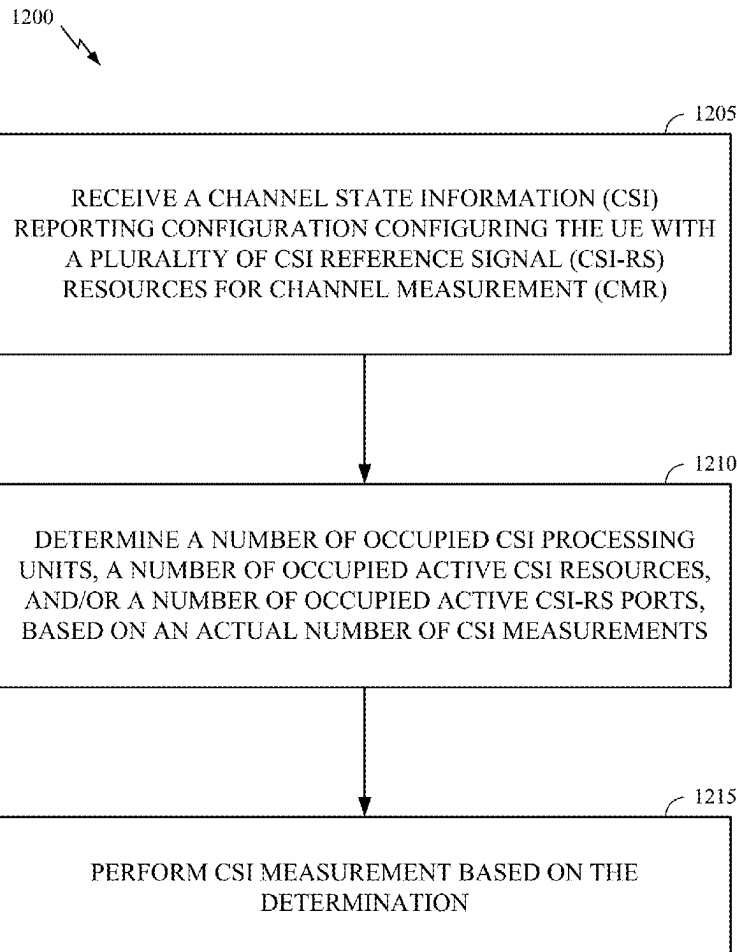 1200
1205
RECEIVE A CHANNEL STATE INFORMATION (CSI)
REPORTING CONFIGURATION CONFIGURING THE UE WITH
A PLURALITY OF CSI REFERENCE SIGNAL (CSI-RS)
RESOURCES FOR CHANNEL MEASUREMENT (CMR)
1210
DETERMINE A NUMBER OF OCCUPIED CSI PROCESSING
UNITS, A NUMBER OF OCCUPIED ACTIVE CSI RESOURCES,
AND/OR A NUMBER OF OCCUPIED ACTIVE CSI-RS PORTS,
BASED ON AN ACTUAL NUMBER OF CSI MEASUREMENTS
1215
PERFORM CSI MEASUREMENT BASED ON THE
DETERMINATION